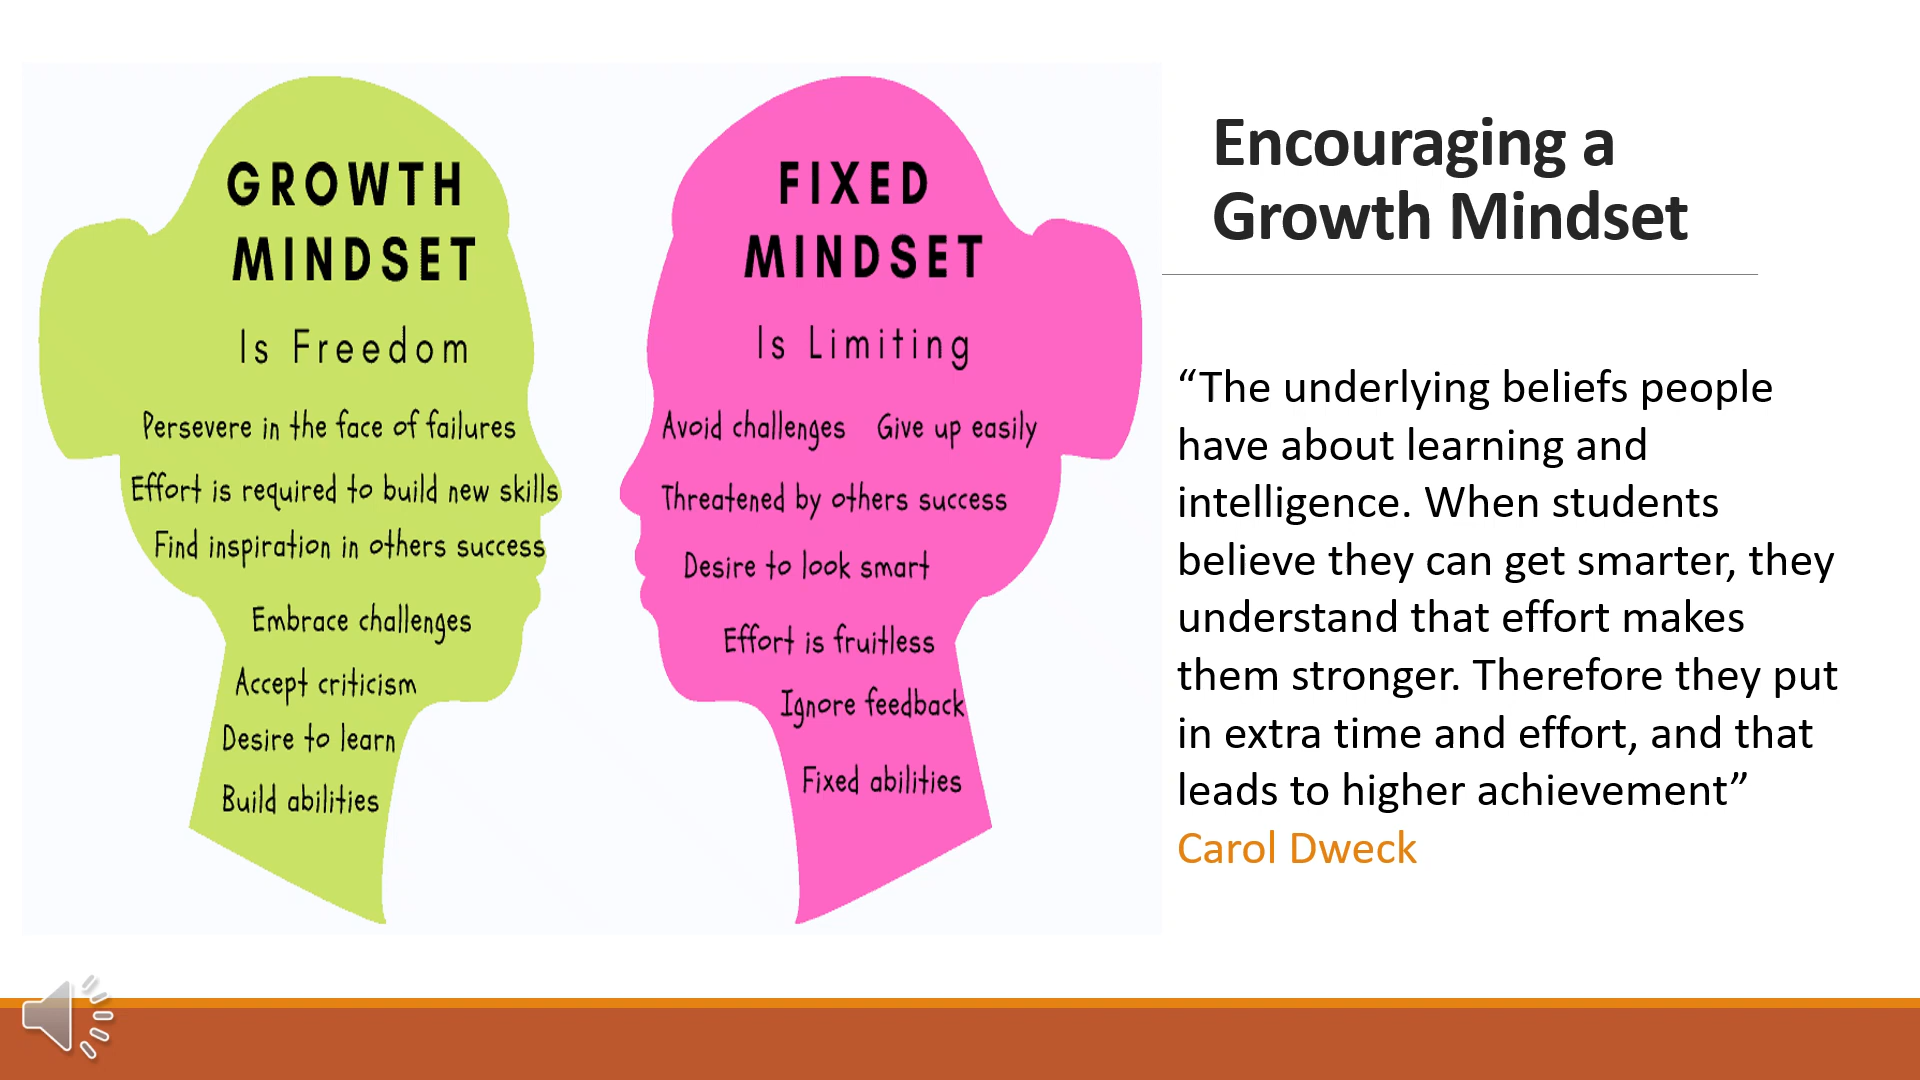 GROWTH
MINDSET
Is Freedom
Persevere in the face of failures
Effort is required to build new skills
Find inspiration in others success
Embrace challenges
Accept criticism
Desire to learn
Build abilities
FIXED
MINDSET
Is Limiting
Avoid challenges Give up easily
Threatened by others success
Desire to look smart
Effort is fruitless
Ignore feedback
Fixed abilities
Encouraging a
Growth Mindset
“The underlying beliefs people
have about learning and
intelligence. When students
believe they can get smarter, they
understand that effort makes
them stronger. Therefore they put
in extra time and effort, and that
leads to higher achievement”
Carol Dweck